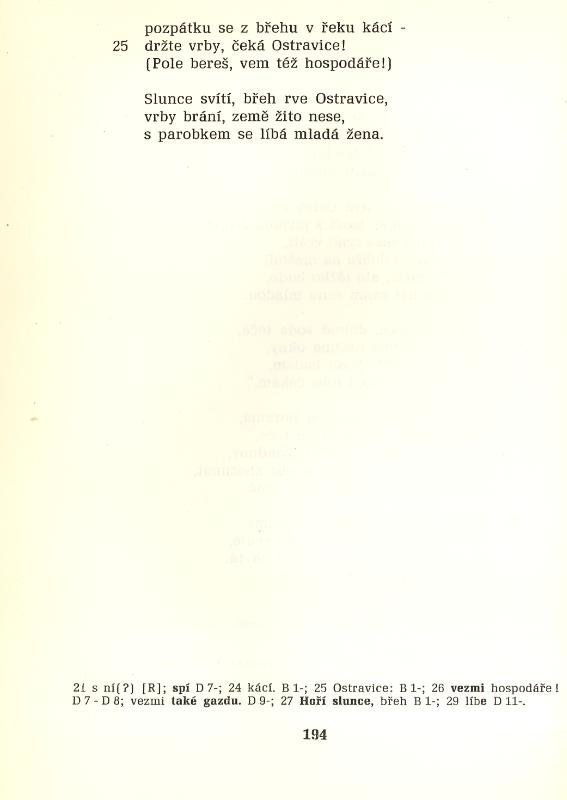 pozpátku se z břehu v řeku kácí -
25 držte vrby, čeká Ostravice!
(Pole bereš, vem též hospodáře!)
Slunce svítí, břeh rve Ostravice,
vrby brání, země žito nese,
s parobkem se líbá mladá žena.
21 s ní(?) [R]; spí D 7-; 24 kácí. B 1-; 25 Ostravice: B 1-; 26 vezmi hospodáře!
D 7 - D 8; vezmi také gazdu. D 9-; 27 Hoří slunce, břeh B 1-; 29 líbe D 11-.
194